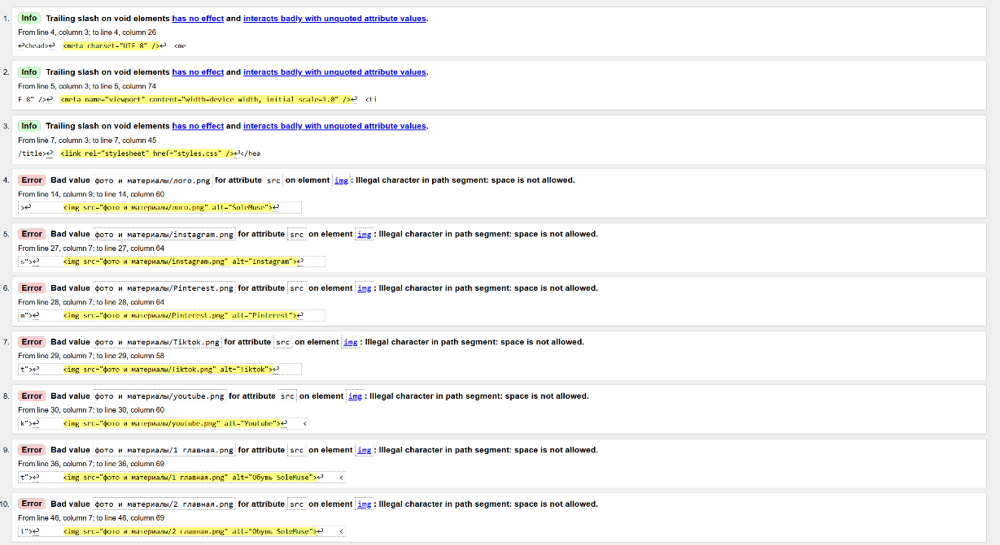 1. Info Trailing slash on void elements has no effect and interacts badly with unquoted attribute values.
From line 4, column 3; to line 4, column 26
↩<head>↩ <meta charset="UTF-8" />↩ <me
2. Info Trailing slash on void elements has no effect and interacts badly with unquoted attribute values.
From line 5, column 3; to line 5, column 74
F-8" />↩ <meta name="viewport" content="width=device-width, initial-scale=1.0" />↩ <ti
3. Info Trailing slash on void elements has no effect and interacts badly with unquoted attribute values.
From line 7, column 3; to line 7, column 45
/title>↩ <link rel="stylesheet" href="styles.css" />↩</hea
4. Error Bad value фото и материалы/лого.png for attribute src on element img: Illegal character in path segment: space is not allowed.
From line 14, column 9; to line 14, column 60
>↩ <img src="фото и материалы/лого.png" alt="SoleMuse">↩
5. Error Bad value фото и материалы/instagram.png for attribute src on element img: Illegal character in path segment: space is not allowed.
From line 27, column 7; to line 27, column 64
s">↩ <img src="фото и материалы/instagram.png" alt="Instagram">↩
6. Error Bad value фото и материалы/Pinterest.png for attribute src on element img: Illegal character in path segment: space is not allowed.
From line 28, column 7; to line 28, column 64
m">↩ <img src="фото и материалы/Pinterest.png" alt="Pinterest">↩
7. Error Bad value фото и материалы/Tiktok.png for attribute src on element img: Illegal character in path segment: space is not allowed.
From line 29, column 7; to line 29, column 58
t">↩ <img src="фото и материалы/Tiktok.png" alt="Tiktok">↩
8. Error Bad value фото и материалы/youtube.png for attribute src on element img: Illegal character in path segment: space is not allowed.
From line 30, column 7; to line 30, column 60
k">↩ <img src="фото и материалы/youtube.png" alt="Youtube">↩ <
9. Error Bad value фото и материалы/1 главная.png for attribute src on element img: Illegal character in path segment: space is not allowed.
From line 36, column 7; to line 36, column 69
t">↩ <img src="фото и материалы/1 главная.png" alt="Обувь SoleMuse">↩ <
10. Error Bad value фото и материалы/2 главная.png for attribute src on element img: Illegal character in path segment: space is not allowed.
From line 46, column 7; to line 46, column 69
t">↩ <img src="фото и материалы/2 главная.png" alt="Обувь SoleMuse">↩ <